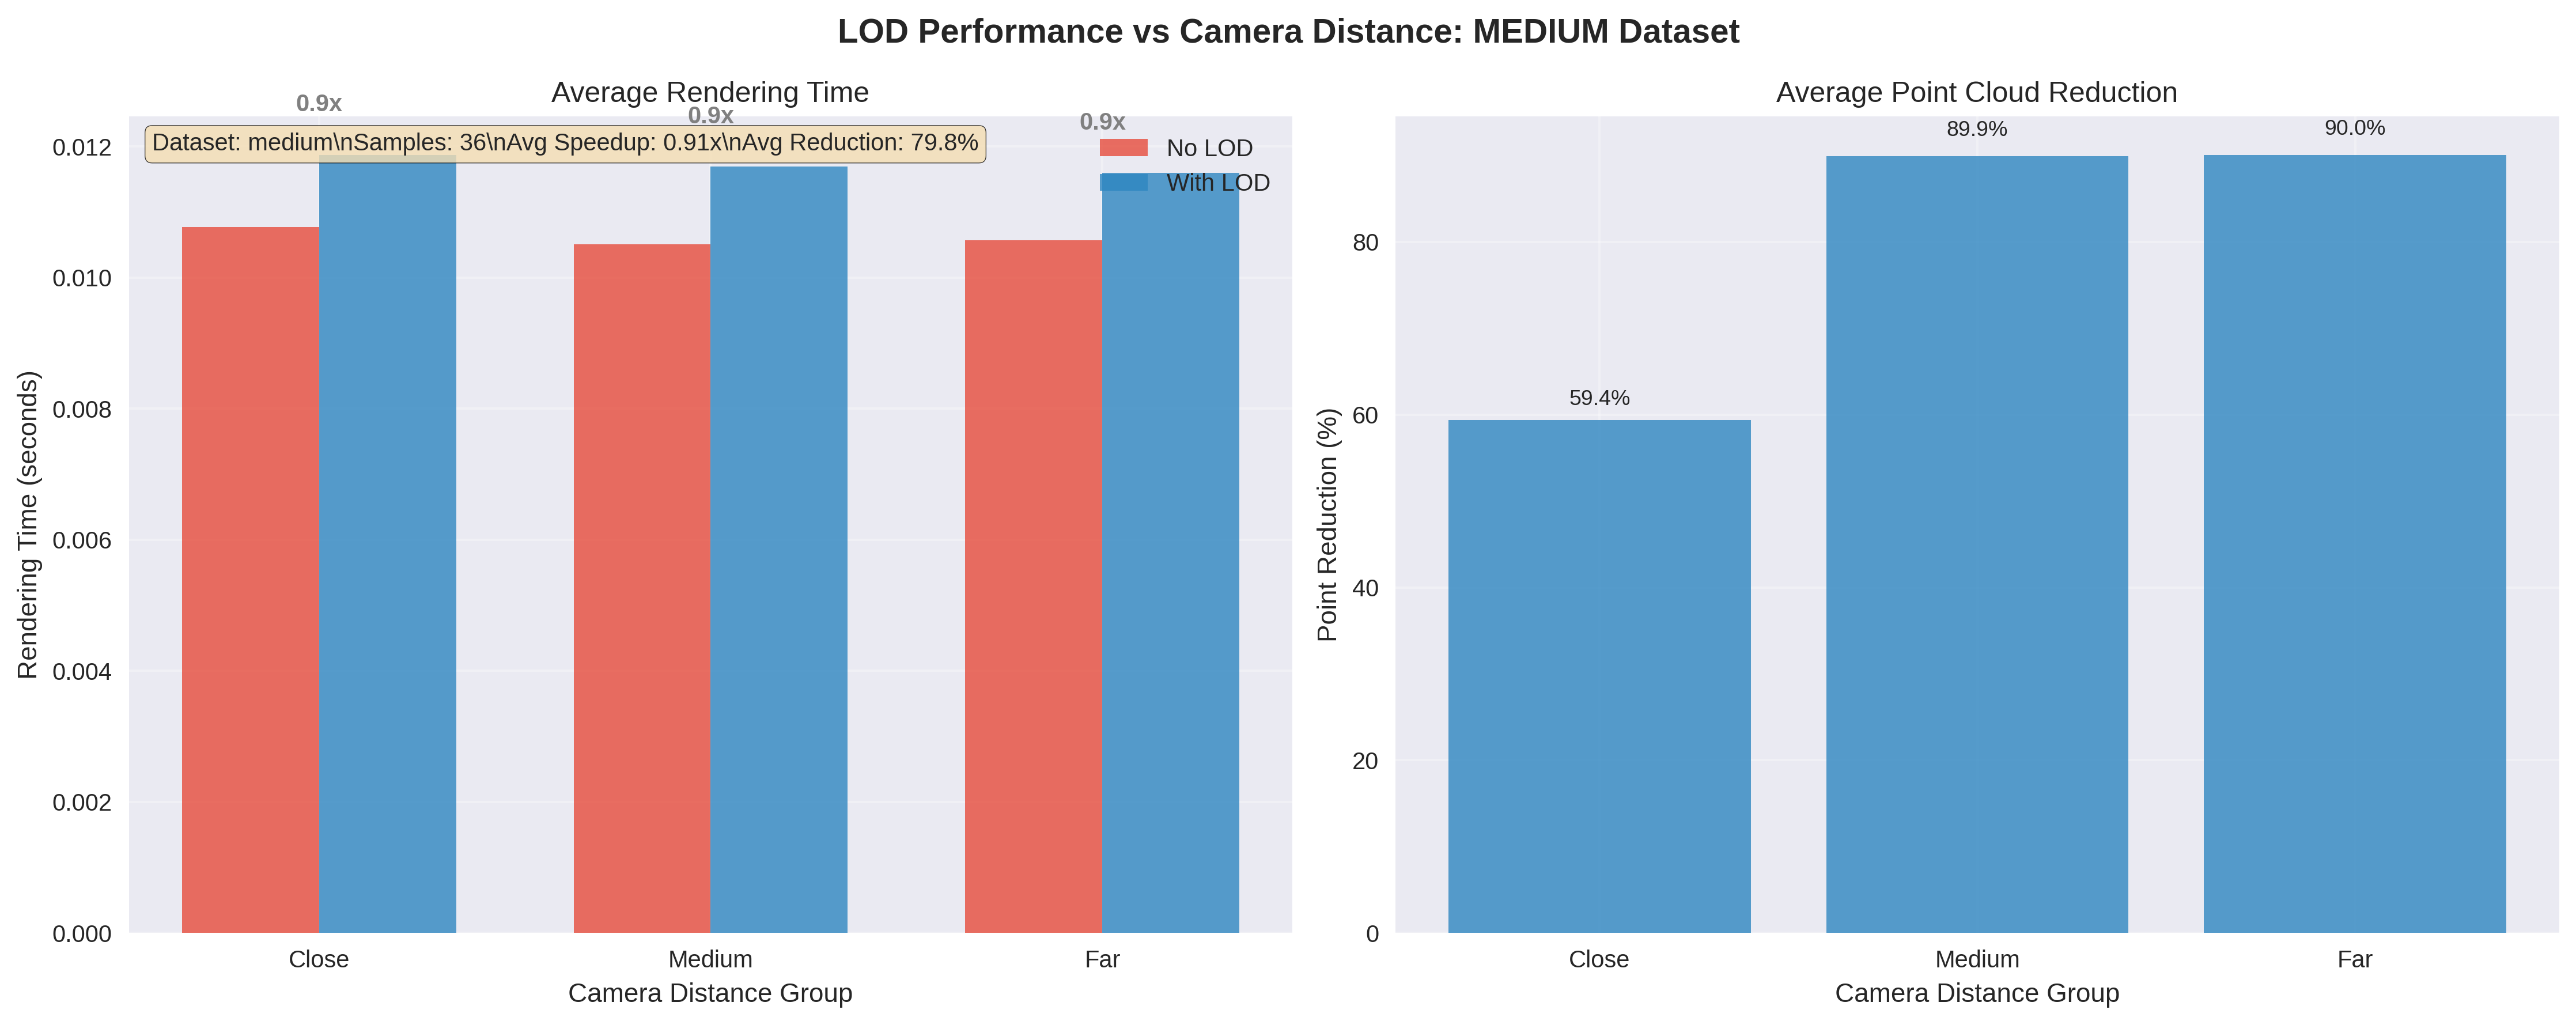 LOD Performance vs Camera Distance: MEDIUM Dataset
Average Rendering Time
0.9x
0.9x
0.9x
Dataset: medium\nSamples: 36\nAvg Speedup: 0.91x\nAvg Reduction: 79.8%
No LOD
With LOD
Rendering Time (seconds)
0.012
0.010
0.008
0.006
0.004
0.002
0.000
Close
Medium
Far
Camera Distance Group
Average Point Cloud Reduction
59.4%
89.9%
90.0%
Point Reduction (%)
80
60
40
20
0
Close
Medium
Far
Camera Distance Group